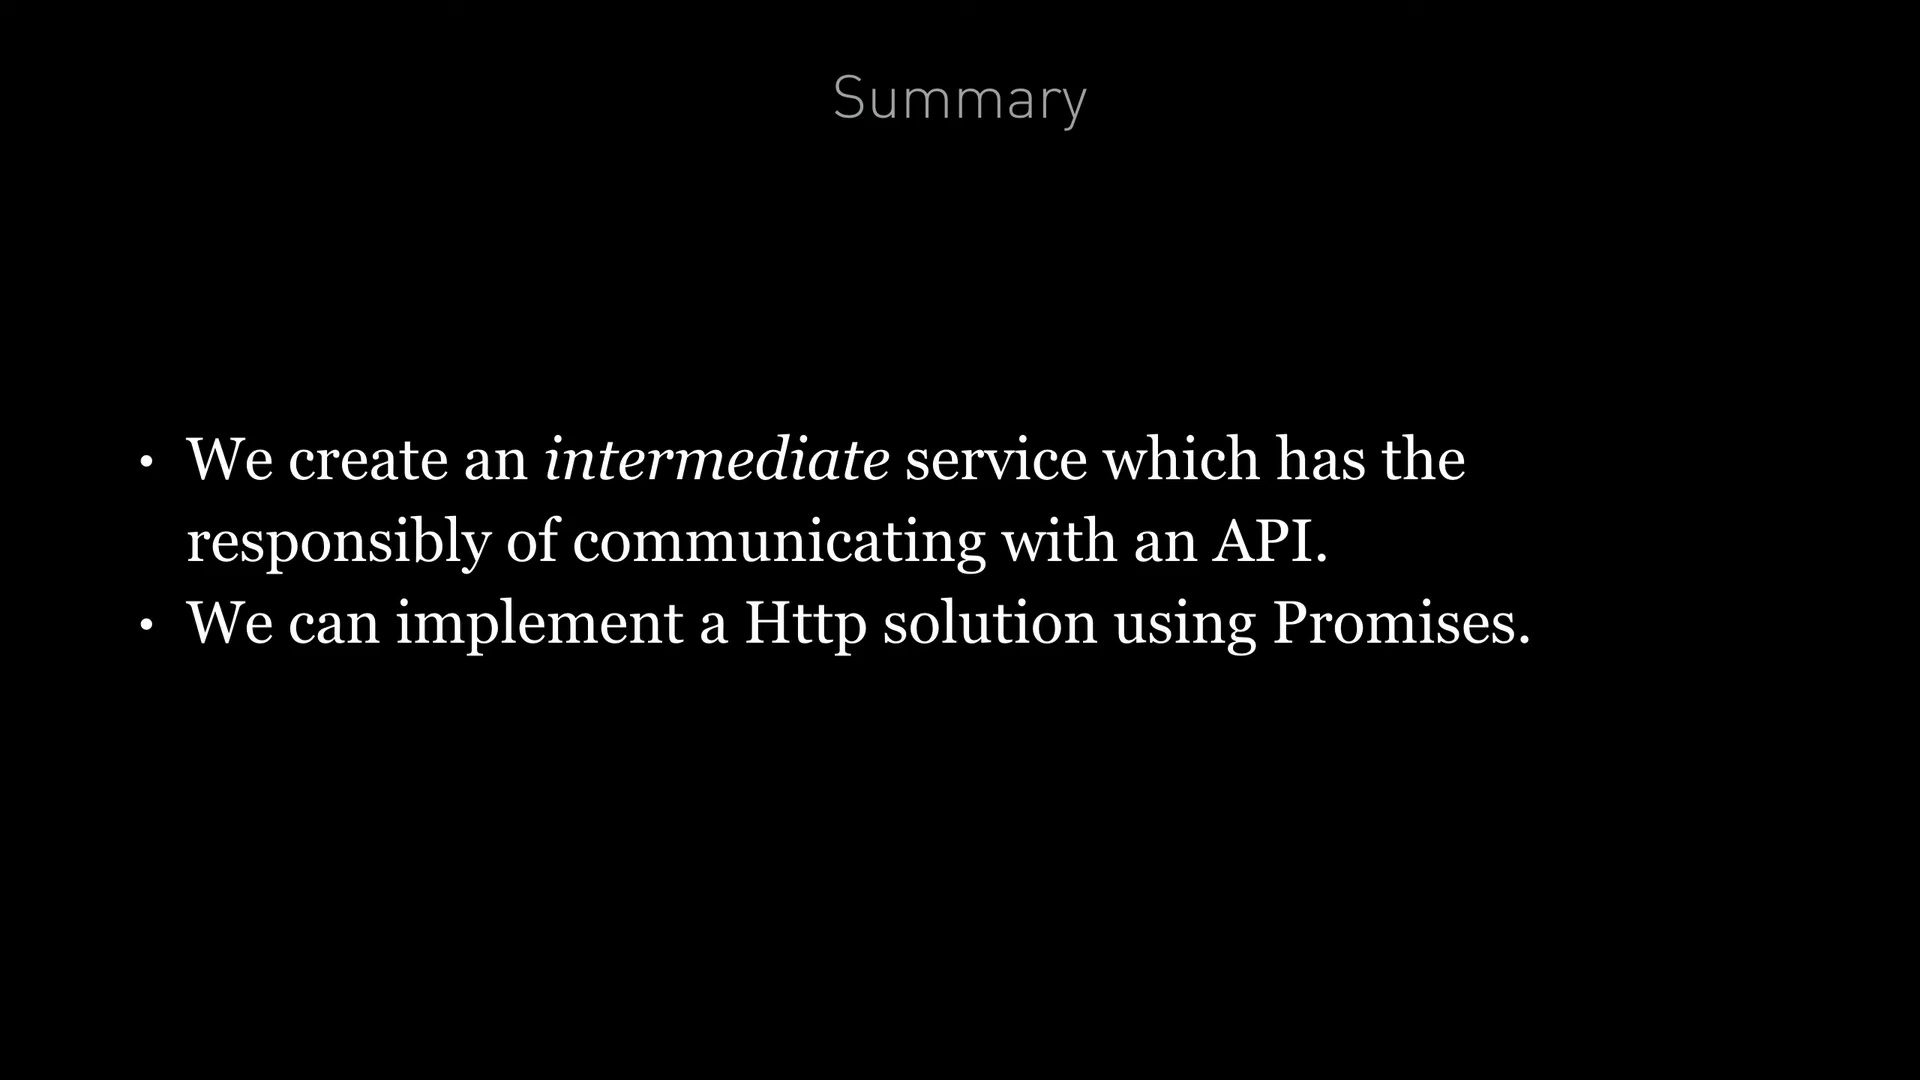 Summary
• We create an intermediate service which has the
responsibly of communicating with an API.
• We can implement a Http solution using Promises.